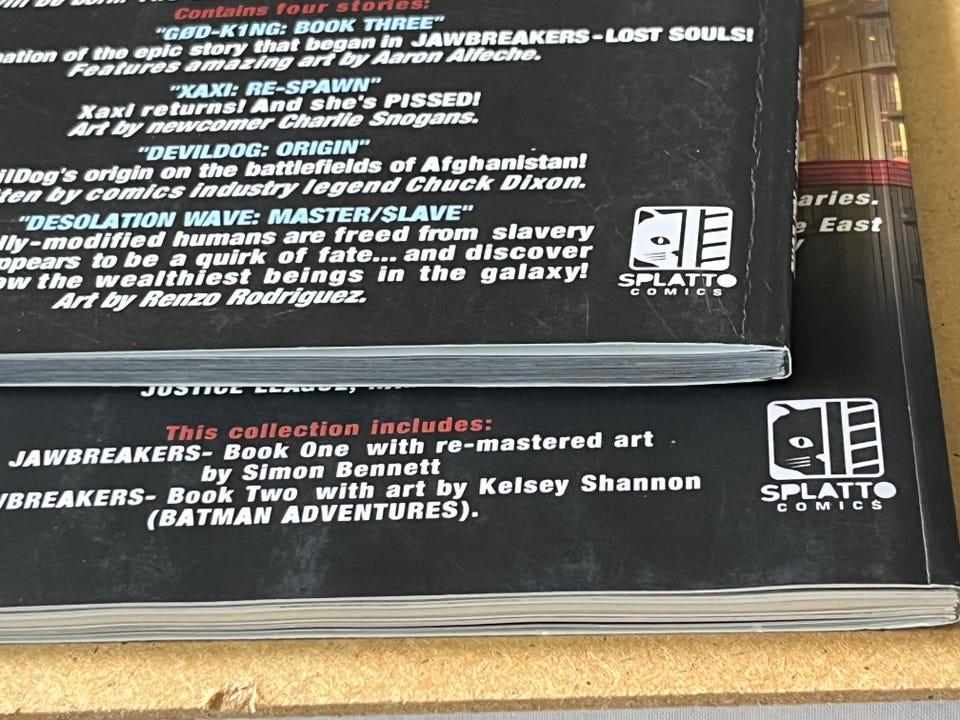 Contains four stories:
"GØD-K1NG: BOOK THREE"
of the epic story that began in JAWBREAKERS-LOST SOULS!
Features amazing art by Aaron Alfeche.
"XAXI: RE-SPAWN"
Xaxi returns! And she's PISSED!
Art by newcomer Charlie Snogans.
"DEVILDOG: ORIGIN"
origin on the battlefields of Afghanistan!
by comics industry legend Chuck Dixon.
"DESOLATION WAVE: MASTER/$LAVE"
humans are freed from slavery
to be a quirk of fate... and discover
the wealthiest beings in the galaxy!
Art by Renzo Rodriguez.
SPLATTO
COMICS
East
JUSTICE LEAGUE,
This collection includes:
JAWBREAKERS- Book One with re-mastered art
by Simon Bennett
Book Two with art by Kelsey Shannon
(BATMAN ADVENTURES).
SPLATTO
COMICS